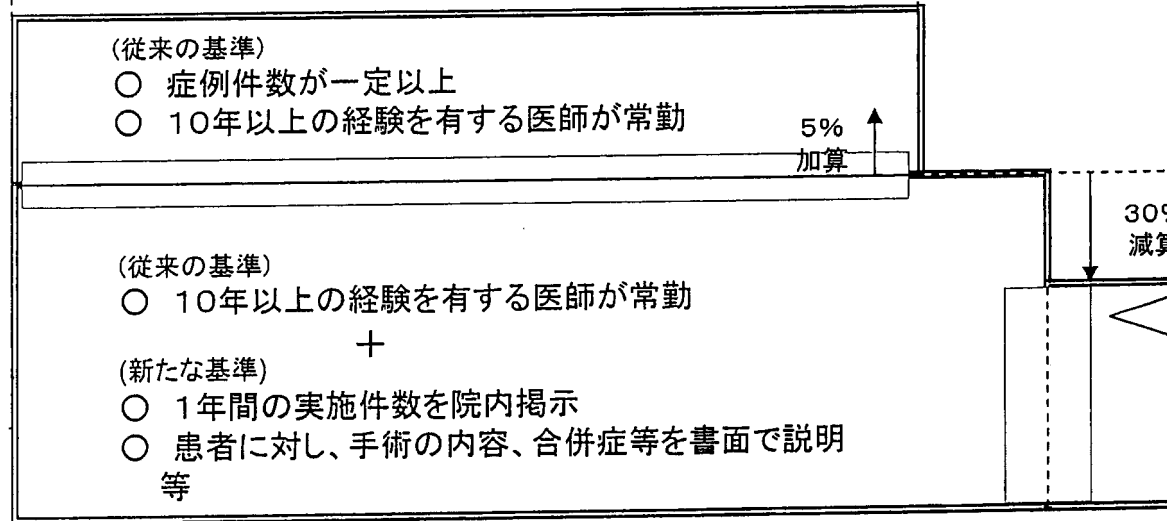 (従来の基準)
○ 症例件数が一定以上
○ 10年以上の経験を有する医師が常勤
5%
加算
30%
減算
(従来の基準)
○ 10年以上の経験を有する医師が常勤
+
(新たな基準)
○ 1年間の実施件数を院内掲示
○ 患者に対し、手術の内容、合併症等を書面で説明
等